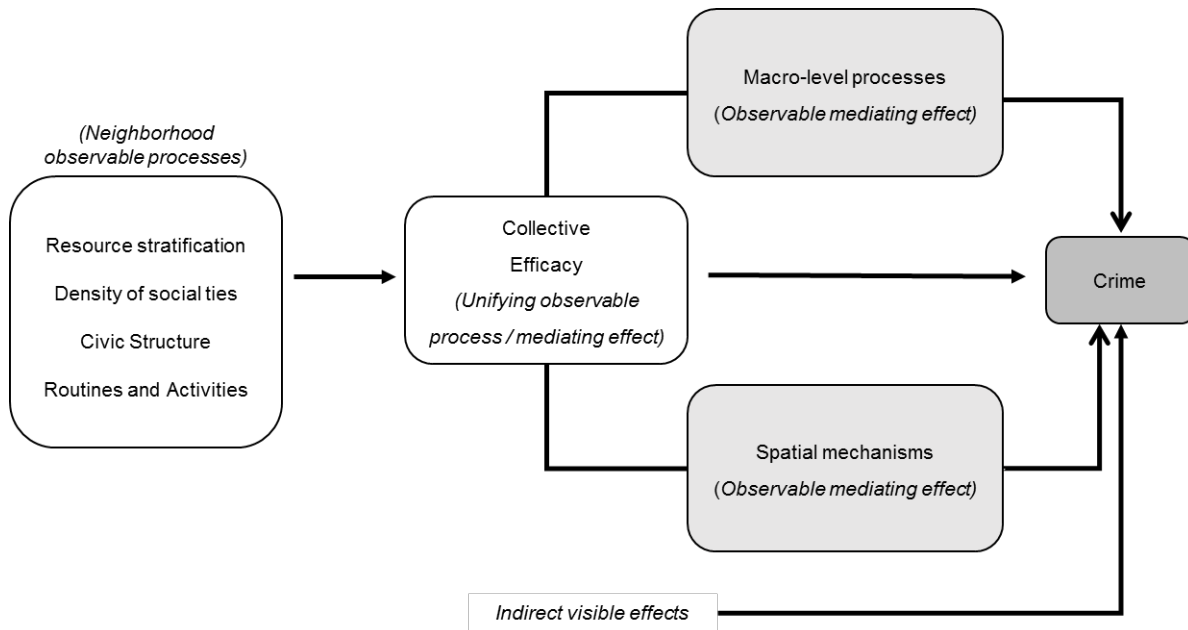 (Neighborhood
observable processes)
Resource stratification
Density of social ties
Civic Structure
Routines and Activities
Collective
Efficacy
(Unifying observable
process / mediating effect)
Macro-level processes
(Observable mediating effect)
Spatial mechanisms
(Observable mediating effect)
Crime
Indirect visible effects